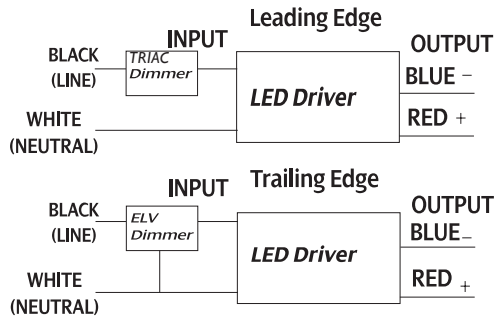 Leading Edge
INPUT
OUTPUT
BLACK
(LINE)
TRIAC
Dimmer
BLUE -
LED Driver
RED +
WHITE
(NEUTRAL)
Trailing Edge
INPUT
OUTPUT
BLACK
(LINE)
ELV
Dimmer
BLUE -
LED Driver
RED +
WHITE
(NEUTRAL)